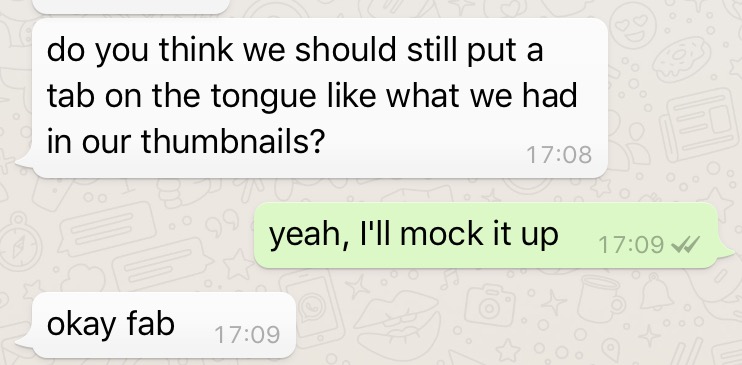 do you think we should still put a
tab on the tongue like what we had
in our thumbnails?
17:08
yeah, I'll mock it up 17:09
okay fab 17:09